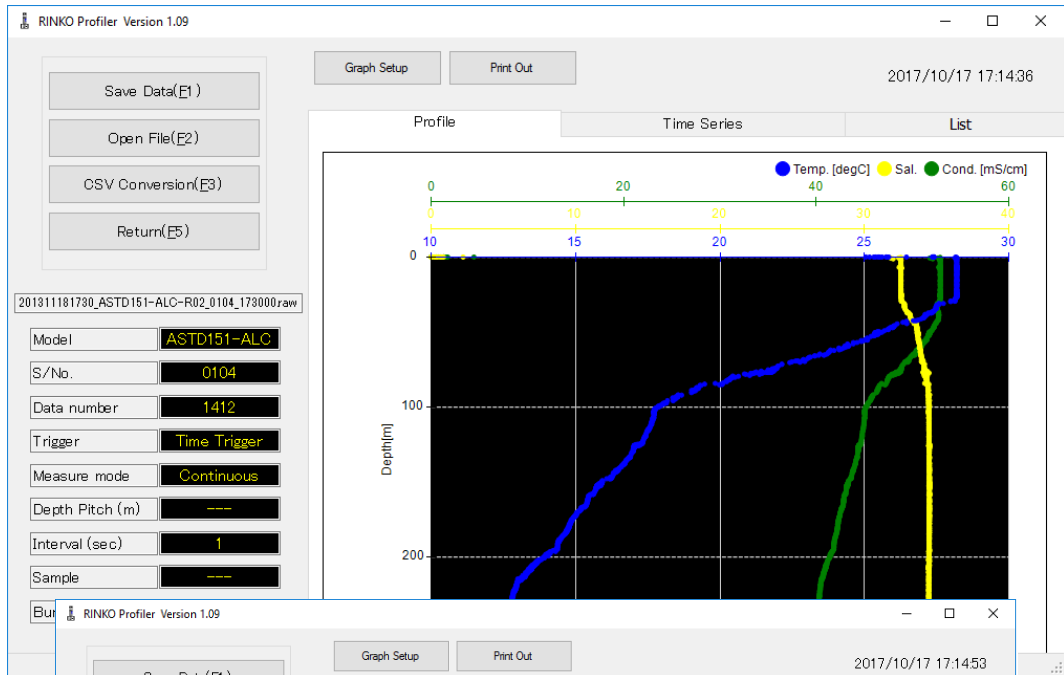 RINKO Profiler Version 1.09
Save Data(F1)
Open File(F2)
CSV Conversion(F3)
Return(F5)
Graph Setup
Print Out
2017/10/17 17:14:36
Profile
Time Series
List
201311181730_ASTD151-ALC-R02_0104_173000.raw
Model ASTD151-ALC
S/No. 0104
Data number 1412
Trigger Time Trigger
Measure mode Continuous
Depth Pitch (m) ---
Interval (sec) 1
Sample ---
Bur
Temp. [degC] Sal. Cond. [mS/cm]
0 20 40 60
0 10 20 30 40
10 15 20 25 30
0
100
200
Depth[m]
RINKO Profiler Version 1.09
Graph Setup
Print Out
2017/10/17 17:14:53